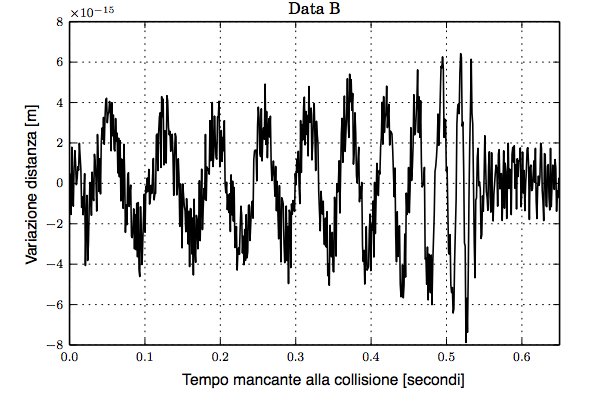 Data B
×10⁻¹⁵
8
6
4
2
0
−2
−4
−6
−8
Variazione distanza [m]
0.0 0.1 0.2 0.3 0.4 0.5 0.6
Tempo mancante alla collisione [secondi]